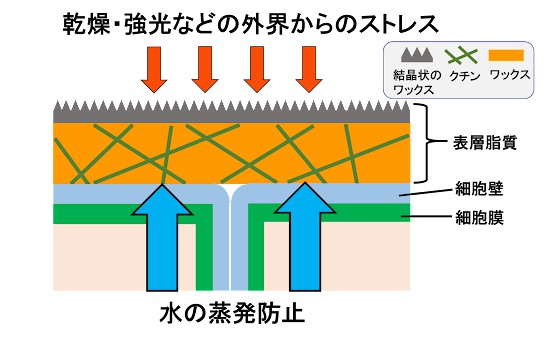 乾燥・強光などの外界からのストレス
結晶状の
ワックス
クチン
ワックス
表層脂質
細胞壁
細胞膜
水の蒸発防止